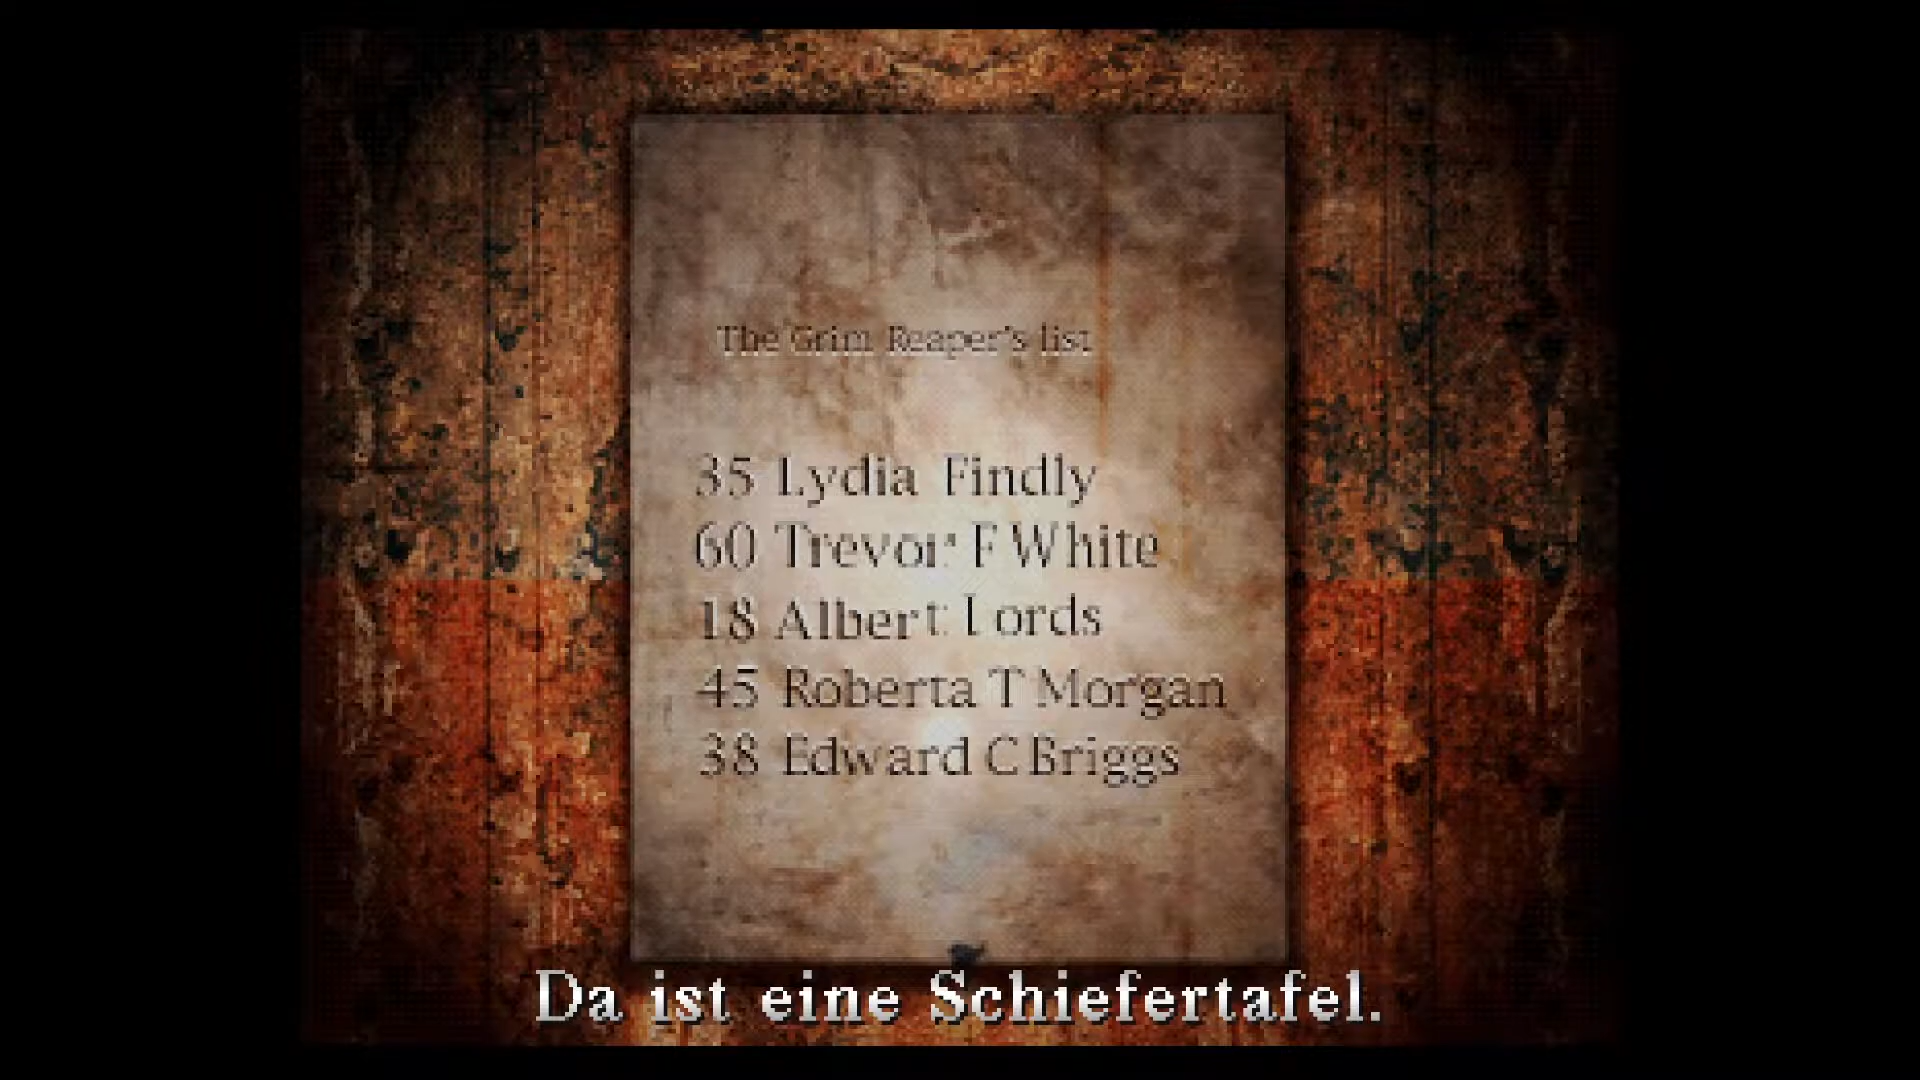 The Grim Reaper's list
35 Lydia Findly
60 Trevor F White
18 Albert Lords
45 Roberta T Morgan
38 Edward C Briggs
Da ist eine Schiefertafel.